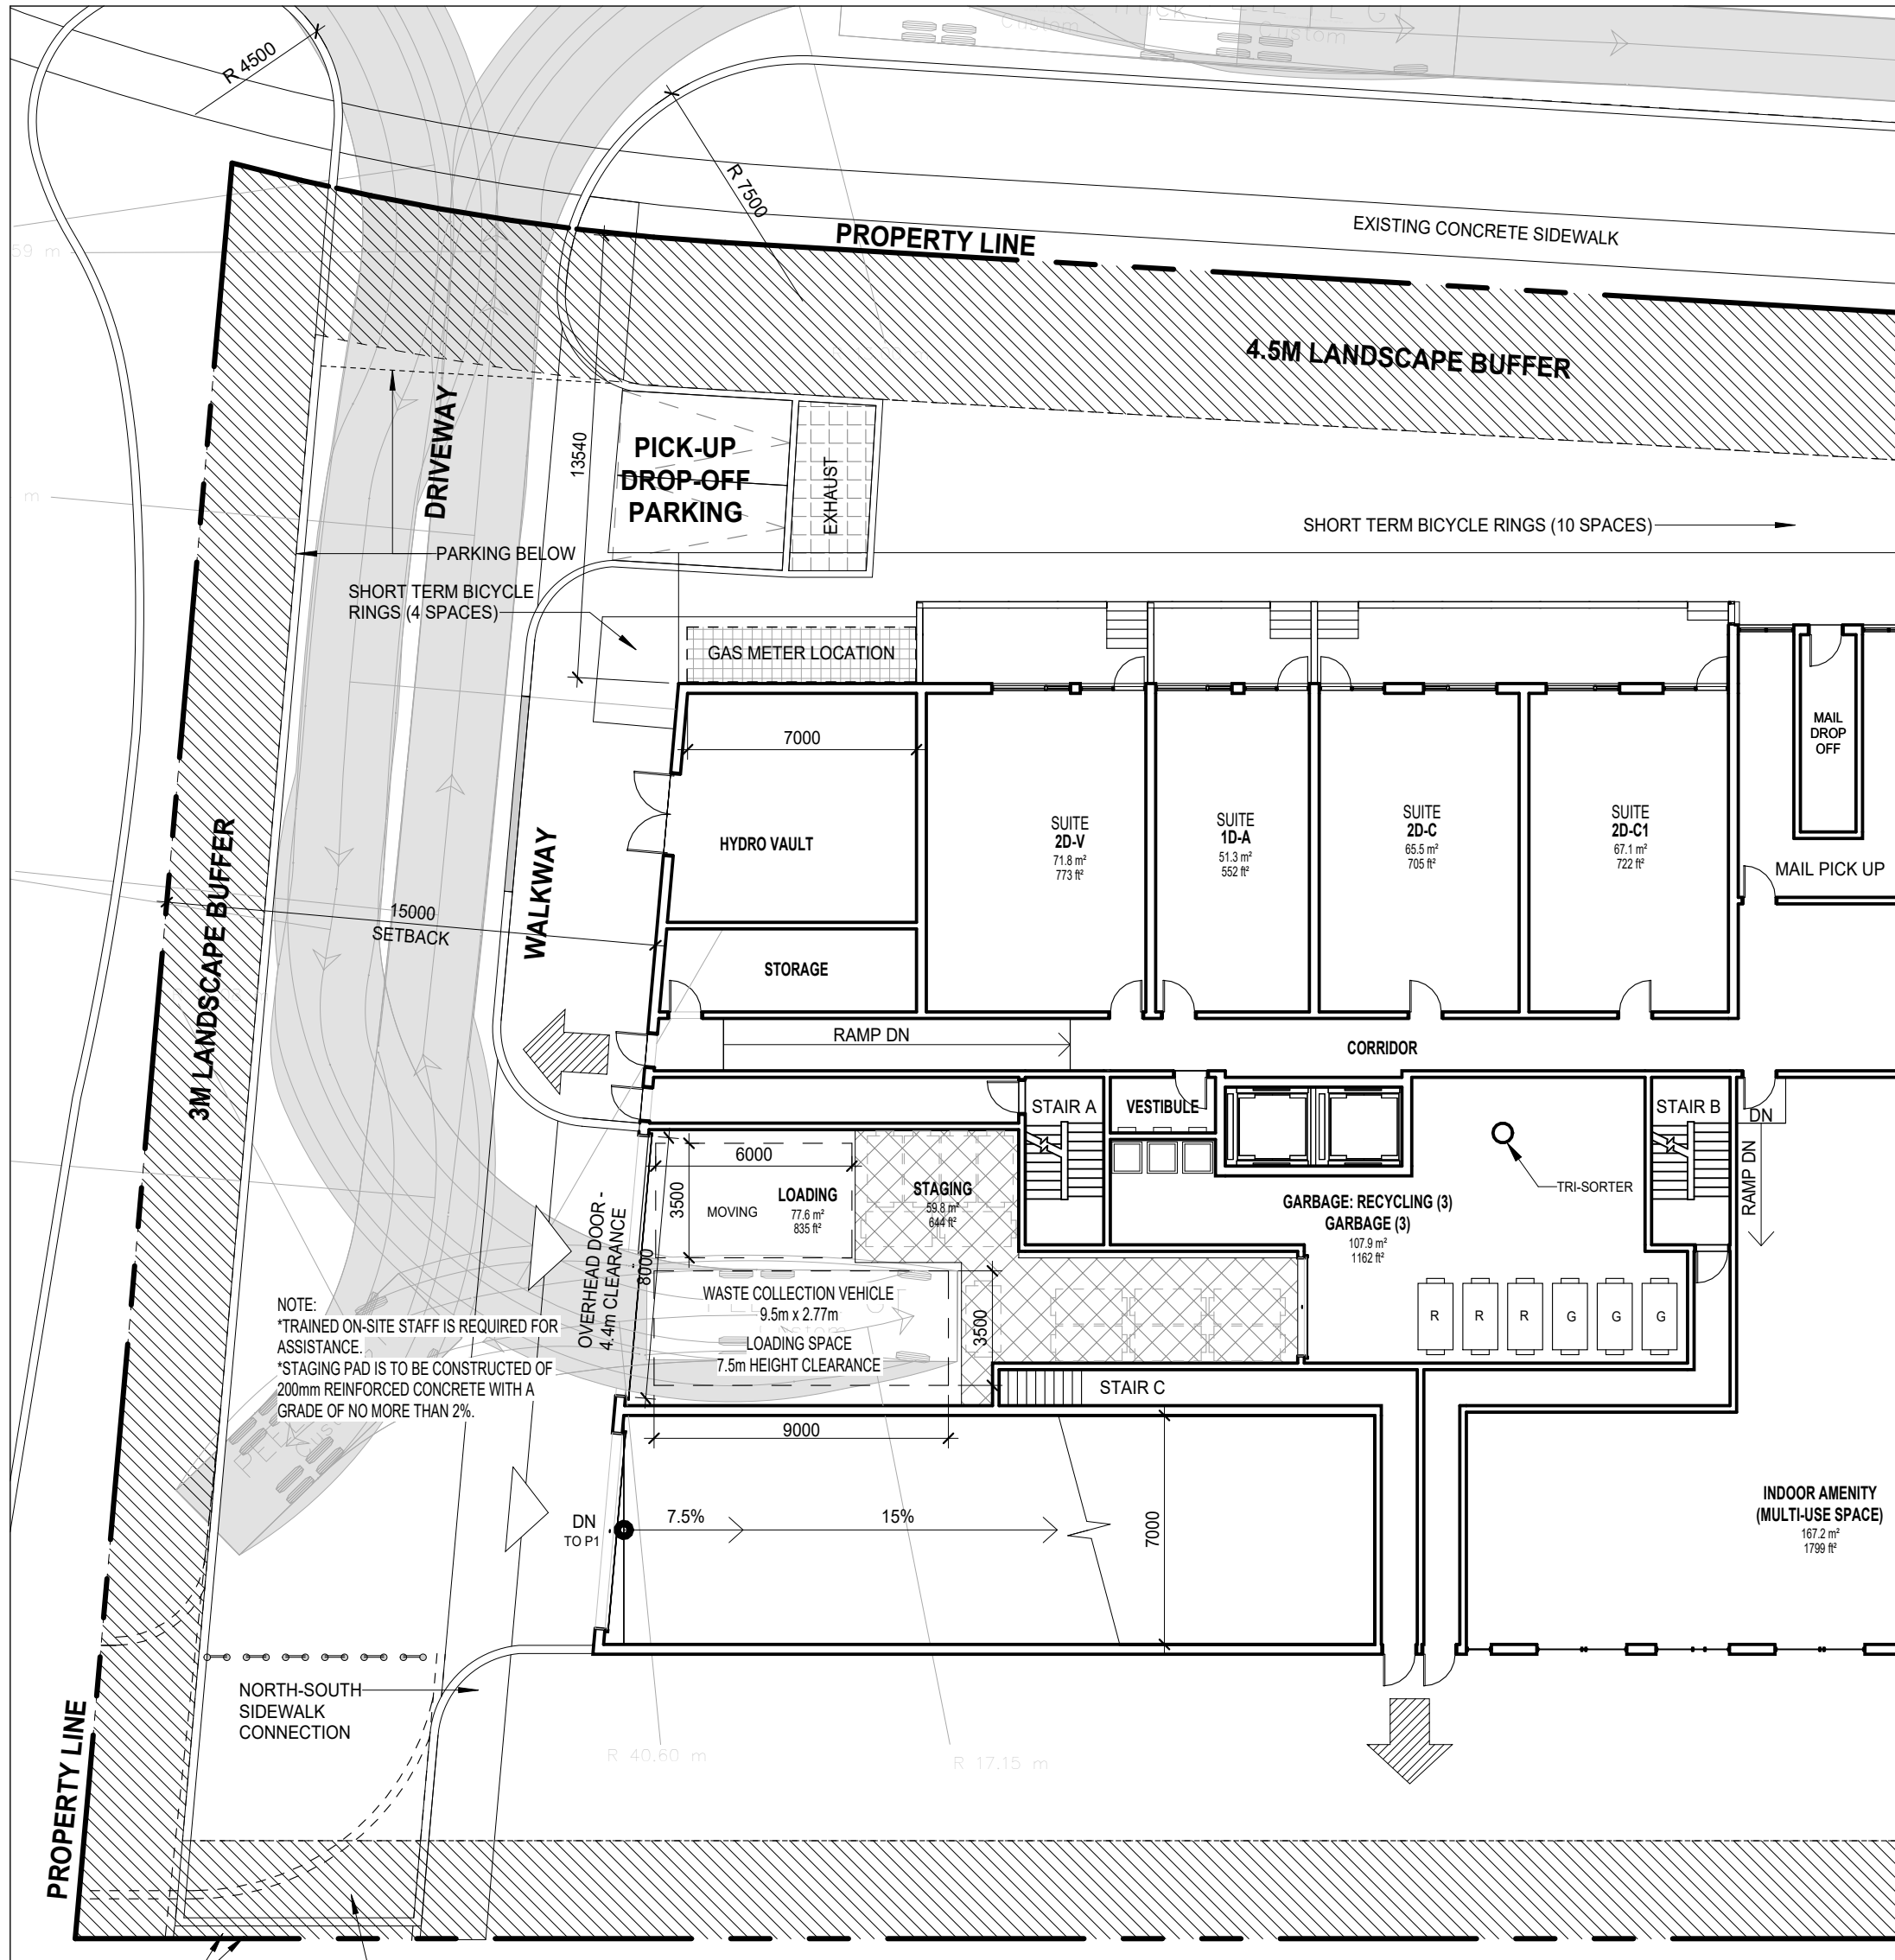 Custom
Custom
R 4500
R 7500
EXISTING CONCRETE SIDEWALK
PROPERTY LINE
59 m
4.5M LANDSCAPE BUFFER
DRIVEWAY
13540
PICK-UP
DROP-OFF
PARKING
EXHAUST
m
SHORT TERM BICYCLE RINGS (10 SPACES)
PARKING BELOW
SHORT TERM BICYCLE
RINGS (4 SPACES)
GAS METER LOCATION
7000
MAIL
DROP
OFF
HYDRO VAULT
SUITE
2D-V
71.8 m²
773 ft²
SUITE
1D-A
51.3 m²
552 ft²
SUITE
2D-C
65.5 m²
705 ft²
SUITE
2D-C1
67.1 m²
722 ft²
MAIL PICK UP
3M LANDSCAPE BUFFER
15000
SETBACK
WALKWAY
STORAGE
RAMP DN
CORRIDOR
STAIR A
VESTIBULE
STAIR B
DN
RAMP DN
6000
3500
MOVING
LOADING
77.6 m²
835 ft²
STAGING
59.8 m²
644 ft²
TRI-SORTER
GARBAGE: RECYCLING (3)
GARBAGE (3)
107.9 m²
1162 ft²
OVERHEAD DOOR -
4.4m CLEARANCE
8000
WASTE COLLECTION VEHICLE
9.5m x 2.77m
LOADING SPACE
7.5m HEIGHT CLEARANCE
3500
R
R
R
G
G
G
NOTE:
*TRAINED ON-SITE STAFF IS REQUIRED FOR
ASSISTANCE.
*STAGING PAD IS TO BE CONSTRUCTED OF
200mm REINFORCED CONCRETE WITH A
GRADE OF NO MORE THAN 2%.
STAIR C
9000
7000
DN
TO P1
7.5%
15%
INDOOR AMENITY
(MULTI-USE SPACE)
167.2 m²
1799 ft²
NORTH-SOUTH
SIDEWALK
CONNECTION
PROPERTY LINE
R 40.60 m
R 17.15 m